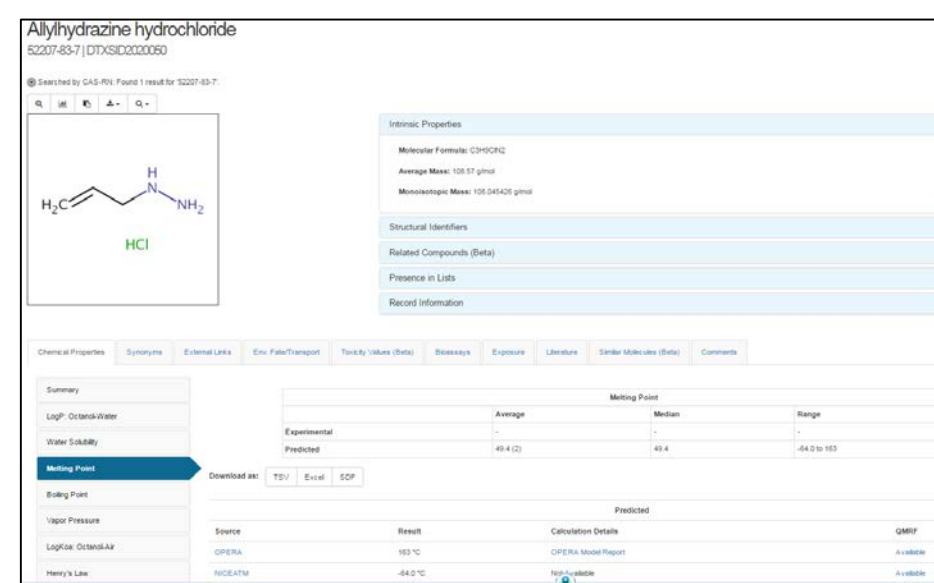 Allylhydrazine hydrochloride
52207-83-7 | DTXSID2020050
Searched by CAS-RN: Found 1 result for '52207-83-7'.
H
N
H2C
NH2
HCl
Intrinsic Properties
Molecular Formula: C3H9ClN2
Average Mass: 108.57 g/mol
Monoisotopic Mass: 108.045426 g/mol
Structural Identifiers
Related Compounds (Beta)
Presence in Lists
Record Information
Chemical Properties Synonyms External Links Env. Fate/Transport Toxicity Values (Beta) Bioassays Exposure Literature Similar Molecules (Beta) Comments
Summary
LogP: Octanol-Water
Water Solubility
Melting Point
Boiling Point
Vapor Pressure
LogKoa: Octanol-Air
Henry's Law
Melting Point
Average Median Range
Experimental - - -
Predicted 49.4 (2) 49.4 -64.0 to 163
Download as: TSV Excel SDF
Predicted
Source Result Calculation Details QMRF
OPERA 163 °C OPERA Model Report Available
NICEATM -64.0 °C Not Available Available